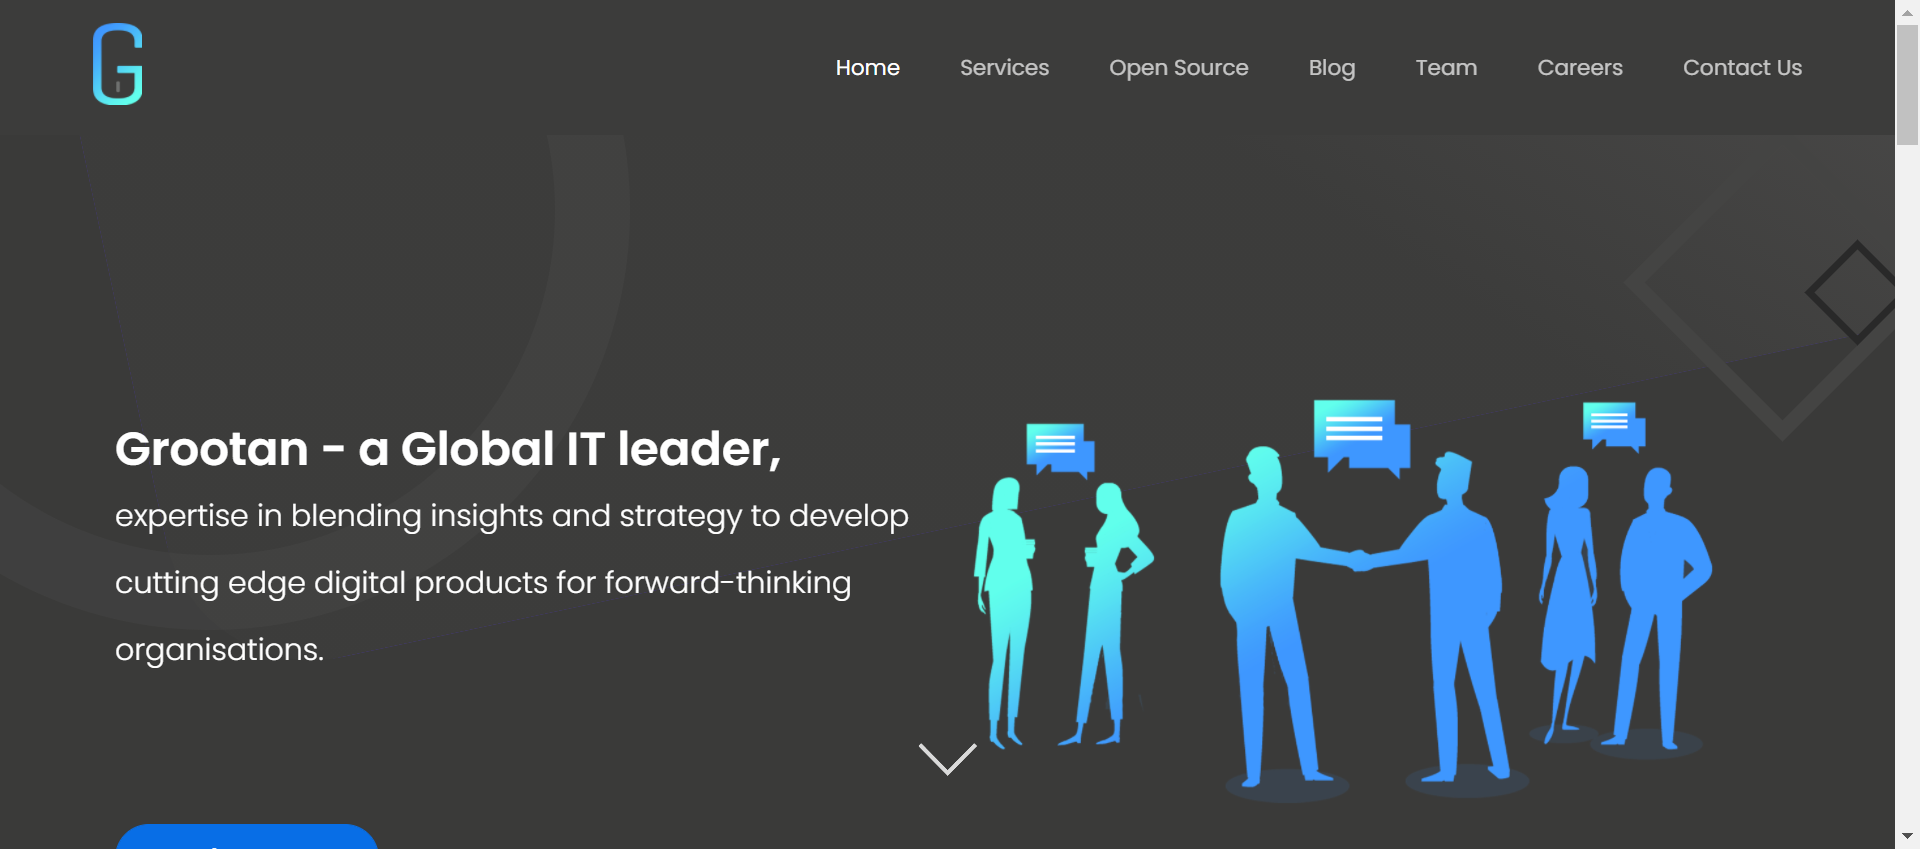 G
Home Services Open Source Blog Team Careers Contact Us
Grootan - a Global IT leader,
expertise in blending insights and strategy to develop
cutting edge digital products for forward-thinking
organisations.